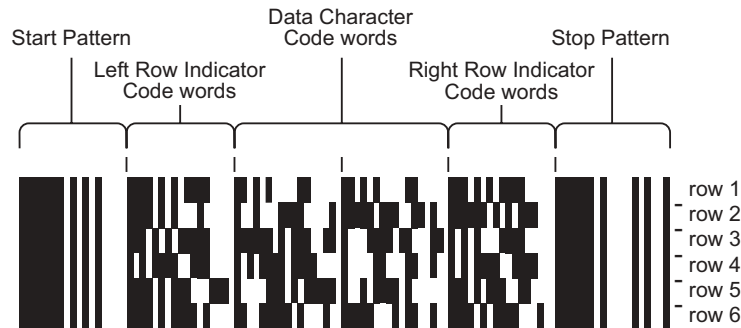 Data Character
Code words
Start Pattern
Stop Pattern
Left Row Indicator
Code words
Right Row Indicator
Code words
row 1
row 2
row 3
row 4
row 5
row 6